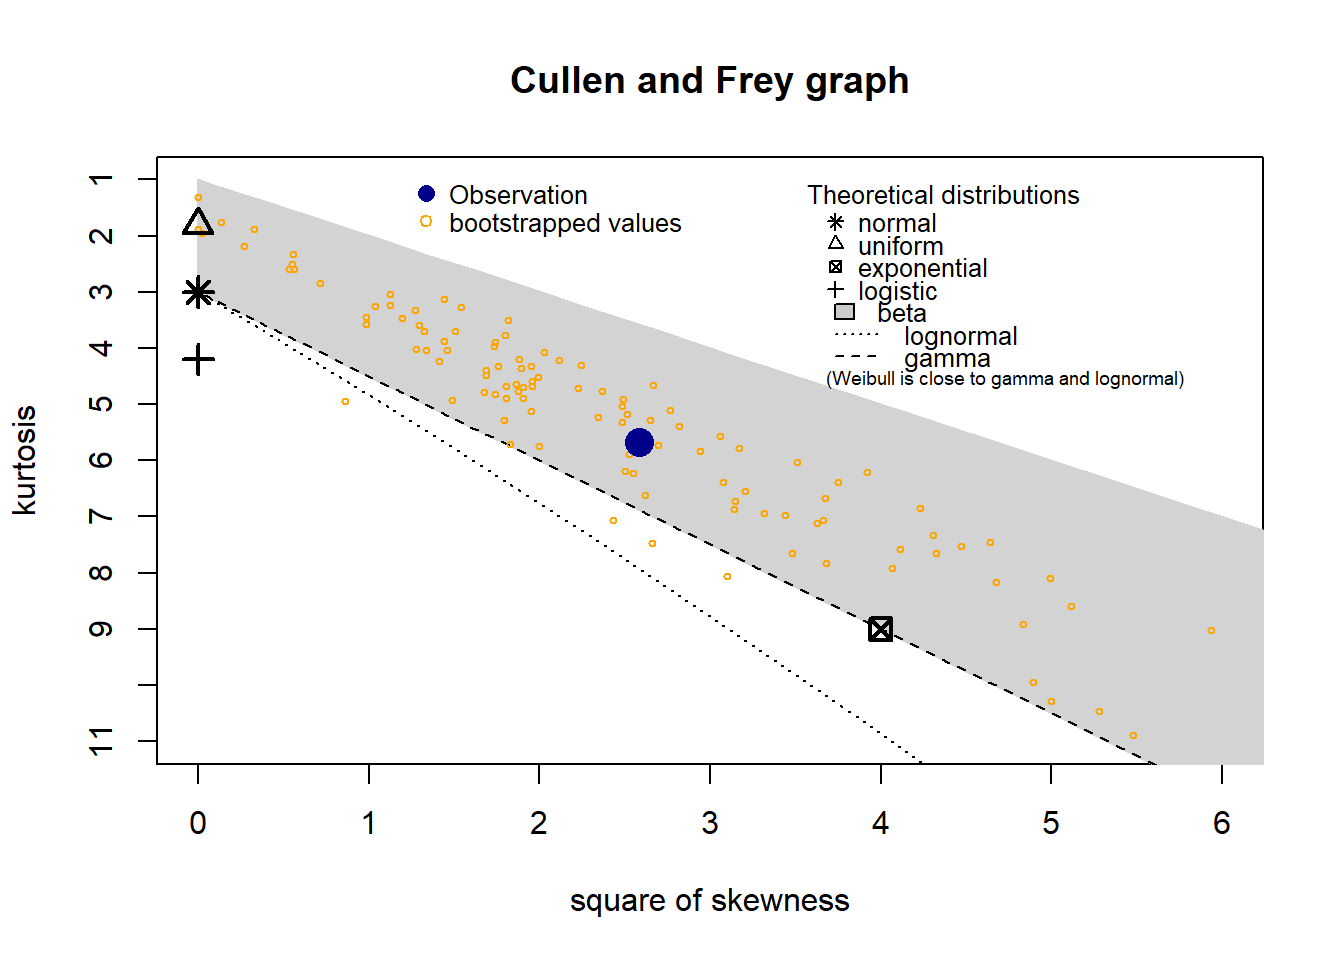 Cullen and Frey graph
Observation
bootstrapped values
Theoretical distributions
normal
uniform
exponential
logistic
beta
lognormal
gamma
(Weibull is close to gamma and lognormal)
kurtosis
1
2
3
4
5
6
7
8
9
11
0 1 2 3 4 5 6
square of skewness